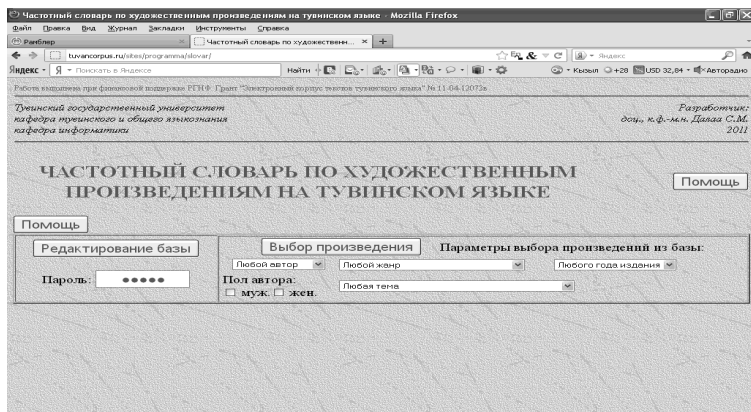 Частотный словарь по художественным произведениям на тувинском языке - Mozilla Firefox
Файл Правка Вид Журнал Закладки Инструменты Справка
Рамблер
Частотный словарь по художественн... × +
tuvancorpus.ru/sites/programma/slovar/
Яндекс
Яндекс • Я • Поискать в Яндексе Найти • Кызыл +28 USD 32,84 • Авторадио
Работа выполнена при финансовой поддержке РГНФ. Грант "Электронный корпус текстов тувинского языка" № 11-04-12073в
Тувинский государственный университет
кафедра тувинского и общего языкознания
кафедра информатики
Разработчик:
доц., к.ф.-м.н. Далаа С.М.
2011
ЧАСТОТНЫЙ СЛОВАРЬ ПО ХУДОЖЕСТВЕННЫМ
ПРОИЗВЕДЕНИЯМ НА ТУВИНСКОМ ЯЗЫКЕ
Помощь
Помощь
Редактирование базы
Пароль: •••••
Выбор произведения Параметры выбора произведений из базы:
Любой автор Любой жанр Любого года издания
Пол автора:
муж. жен.
Любая тема